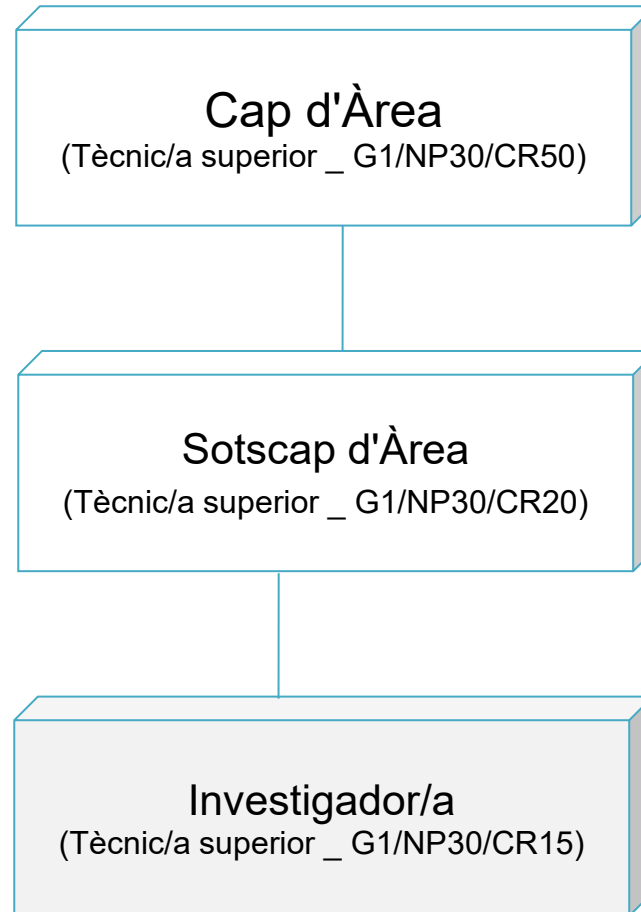 Cap d'Àrea
(Tècnic/a superior _ G1/NP30/CR50)
Sotscap d'Àrea
(Tècnic/a superior _ G1/NP30/CR20)
Investigador/a
(Tècnic/a superior _ G1/NP30/CR15)